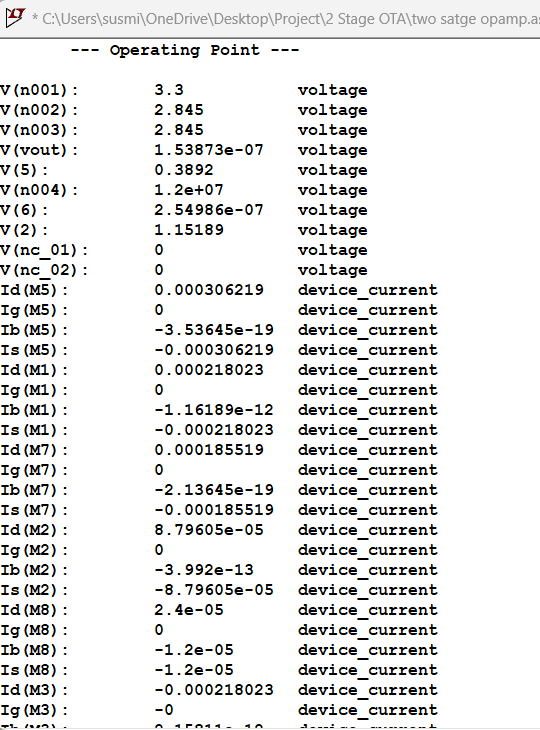 * C:\Users\susmi\OneDrive\Desktop\Project\2 Stage OTA\two satge opamp.as
--- Operating Point ---
V(n001): 3.3 voltage
V(n002): 2.845 voltage
V(n003): 2.845 voltage
V(vout): 1.53873e-07 voltage
V(5): 0.3892 voltage
V(n004): 1.2e+07 voltage
V(6): 2.54986e-07 voltage
V(2): 1.15189 voltage
V(nc_01): 0 voltage
V(nc_02): 0 voltage
Id(M5): 0.000306219 device_current
Ig(M5): 0 device_current
Ib(M5): -3.53645e-19 device_current
Is(M5): -0.000306219 device_current
Id(M1): 0.000218023 device_current
Ig(M1): 0 device_current
Ib(M1): -1.16189e-12 device_current
Is(M1): -0.000218023 device_current
Id(M7): 0.000185519 device_current
Ig(M7): 0 device_current
Ib(M7): -2.13645e-19 device_current
Is(M7): -0.000185519 device_current
Id(M2): 8.79605e-05 device_current
Ig(M2): 0 device_current
Ib(M2): -3.992e-13 device_current
Is(M2): -8.79605e-05 device_current
Id(M8): 2.4e-05 device_current
Ig(M8): 0 device_current
Ib(M8): -1.2e-05 device_current
Is(M8): -1.2e-05 device_current
Id(M3): -0.000218023 device_current
Ig(M3): -0 device_current